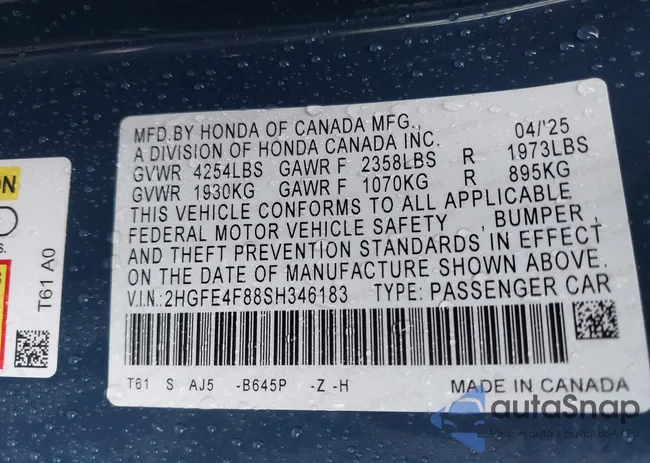 MFD.BY HONDA OF CANADA MFG.,
A DIVISION OF HONDA CANADA INC. 04/'25
GVWR 4254LBS GAWR F 2358LBS R 1973LBS
GVWR 1930KG GAWR F 1070KG R 895KG
THIS VEHICLE CONFORMS TO ALL APPLICABLE
FEDERAL MOTOR VEHICLE SAFETY , BUMPER ,
AND THEFT PREVENTION STANDARDS IN EFFECT
ON THE DATE OF MANUFACTURE SHOWN ABOVE.
V.I.N.:2HGFE4F88SH346183 TYPE: PASSENGER CAR
T61 S AJ5 -B645P -Z -H MADE IN CANADA
ON
S.
T61 A0
autoSnap